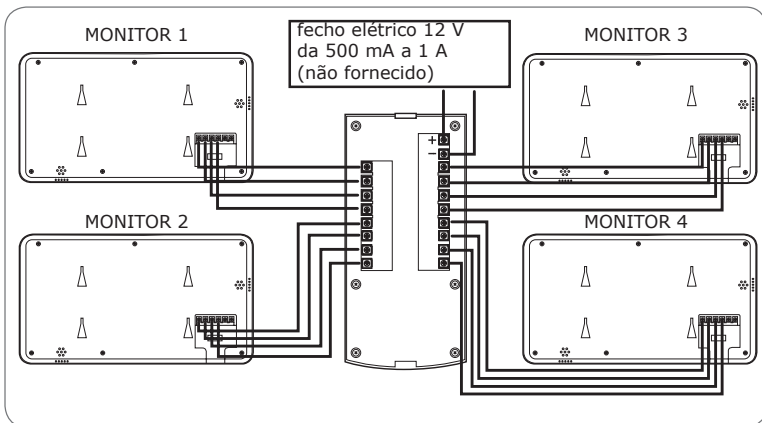 MONITOR 1
fecho elétrico 12 V
da 500 mA a 1 A
(não fornecido)
MONITOR 3
+
−
MONITOR 2
MONITOR 4